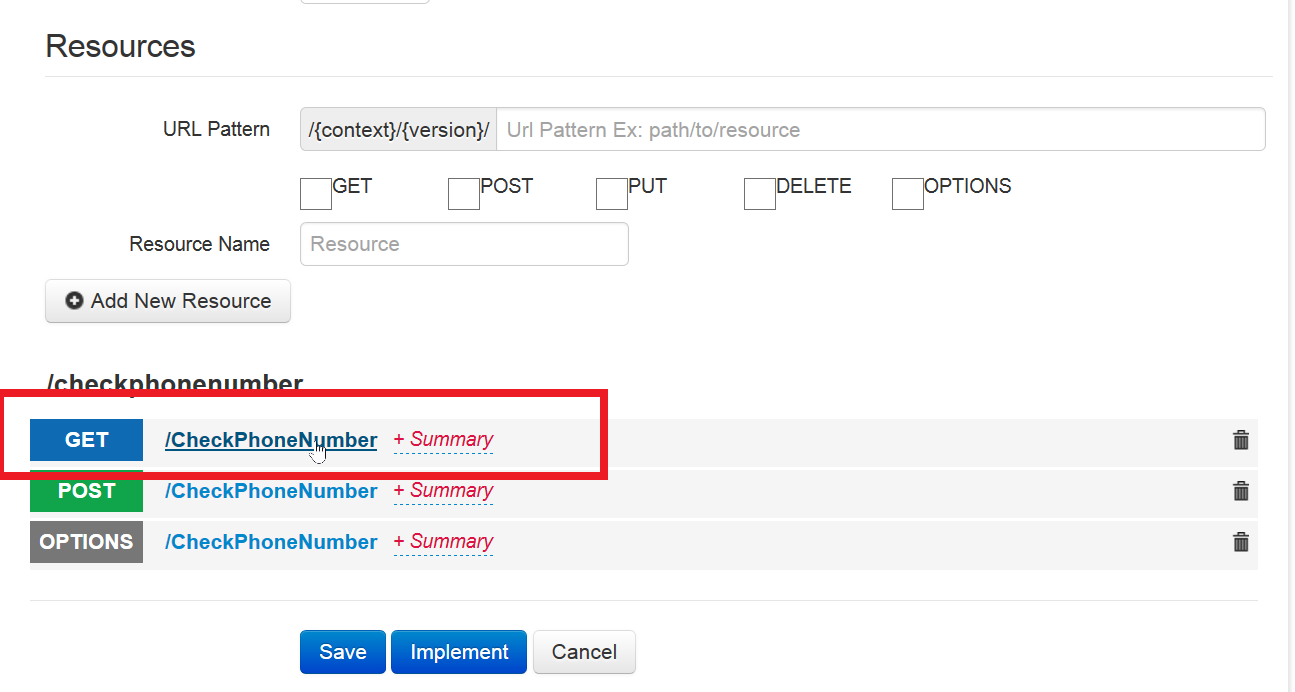 Resources
URL Pattern /{context}/{version}/ Url Pattern Ex: path/to/resource
GET POST PUT DELETE OPTIONS
Resource Name Resource
Add New Resource
/checkphonenumber
GET /CheckPhoneNumber + Summary
POST /CheckPhoneNumber + Summary
OPTIONS /CheckPhoneNumber + Summary
Save Implement Cancel